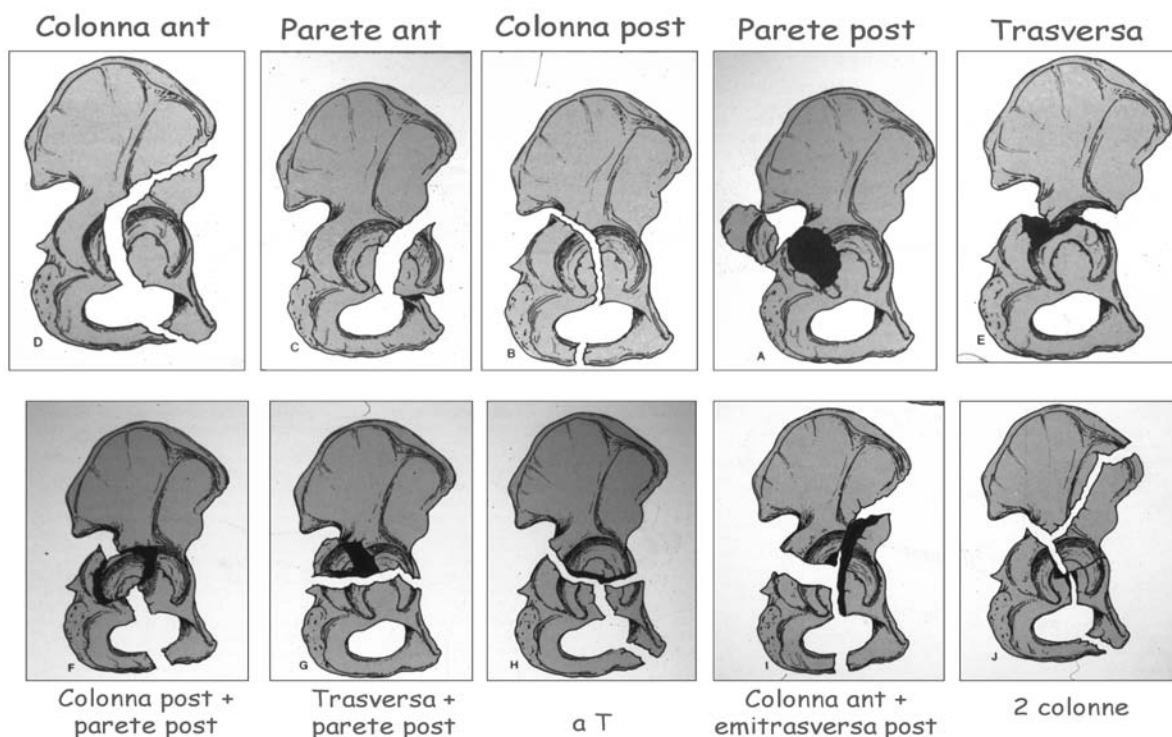 Colonna ant
Parete ant
Colonna post
Parete post
Trasversa
D
C
B
A
E
F
G
H
I
J
Colonna post +
parete post
Trasversa +
parete post
a T
Colonna ant +
emitrasversa post
2 colonne